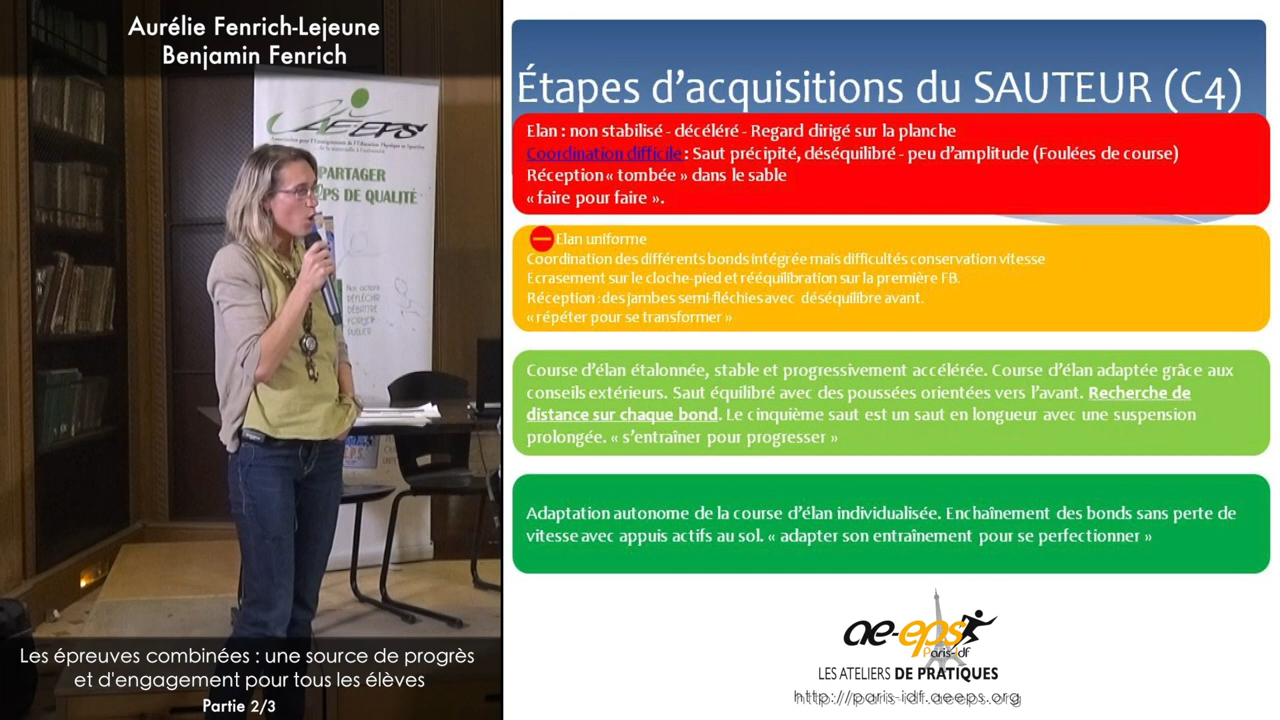 Aurélie Fenrich-Lejeune
Benjamin Fenrich
AE-EPS
PARTAGER
EPS DE QUALITÉ
Nos actions
RÉFLÉCHIR
DÉBATTRE
FORMER
PUBLIER
Les épreuves combinées : une source de progrès
et d'engagement pour tous les élèves
Partie 2/3
Étapes d'acquisitions du SAUTEUR (C4)
Elan : non stabilisé - décéléré - Regard dirigé sur la planche
Coordination difficile : Saut précipité, déséquilibré - peu d'amplitude (Foulées de course)
Réception « tombée » dans le sable
« faire pour faire ».
Elan uniforme
Coordination des différents bonds intégrée mais difficultés conservation vitesse
Ecrasement sur le cloche-pied et rééquilibration sur la première FB.
Réception : des jambes semi-fléchies avec déséquilibre avant.
« répéter pour se transformer »
Course d'élan étalonnée, stable et progressivement accélérée. Course d'élan adaptée grâce aux
conseils extérieurs. Saut équilibré avec des poussées orientées vers l'avant. Recherche de
distance sur chaque bond. Le cinquième saut est un saut en longueur avec une suspension
prolongée. « s'entraîner pour progresser »
Adaptation autonome de la course d'élan individualisée. Enchaînement des bonds sans perte de
vitesse avec appuis actifs au sol. « adapter son entraînement pour se perfectionner »
ae-eps
Paris-idf
LES ATELIERS DE PRATIQUES
http://paris-idf.aeeps.org